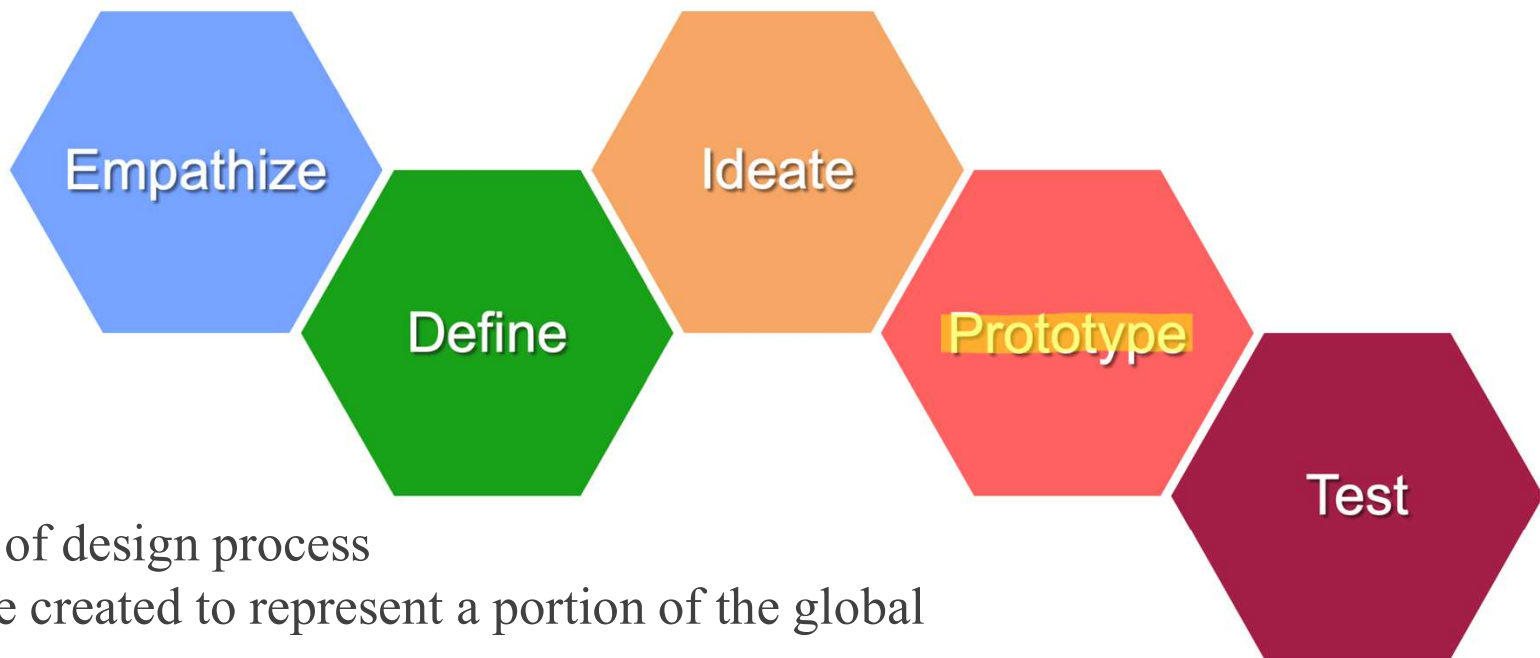 Empathize
Define
Ideate
Prototype
Test
of design process
created to represent a portion of the global